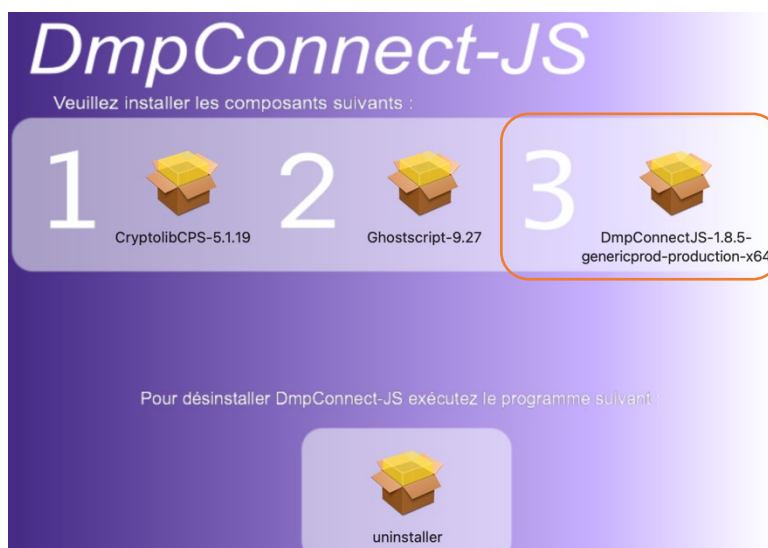 DmpConnect-JS
Veuillez installer les composants suivants :
1
CryptolibCPS-5.1.19
2
Ghostscript-9.27
3
DmpConnectJS-1.8.5-
genericprod-production-x64
Pour désinstaller DmpConnect-JS exécutez le programme suivant :
uninstaller